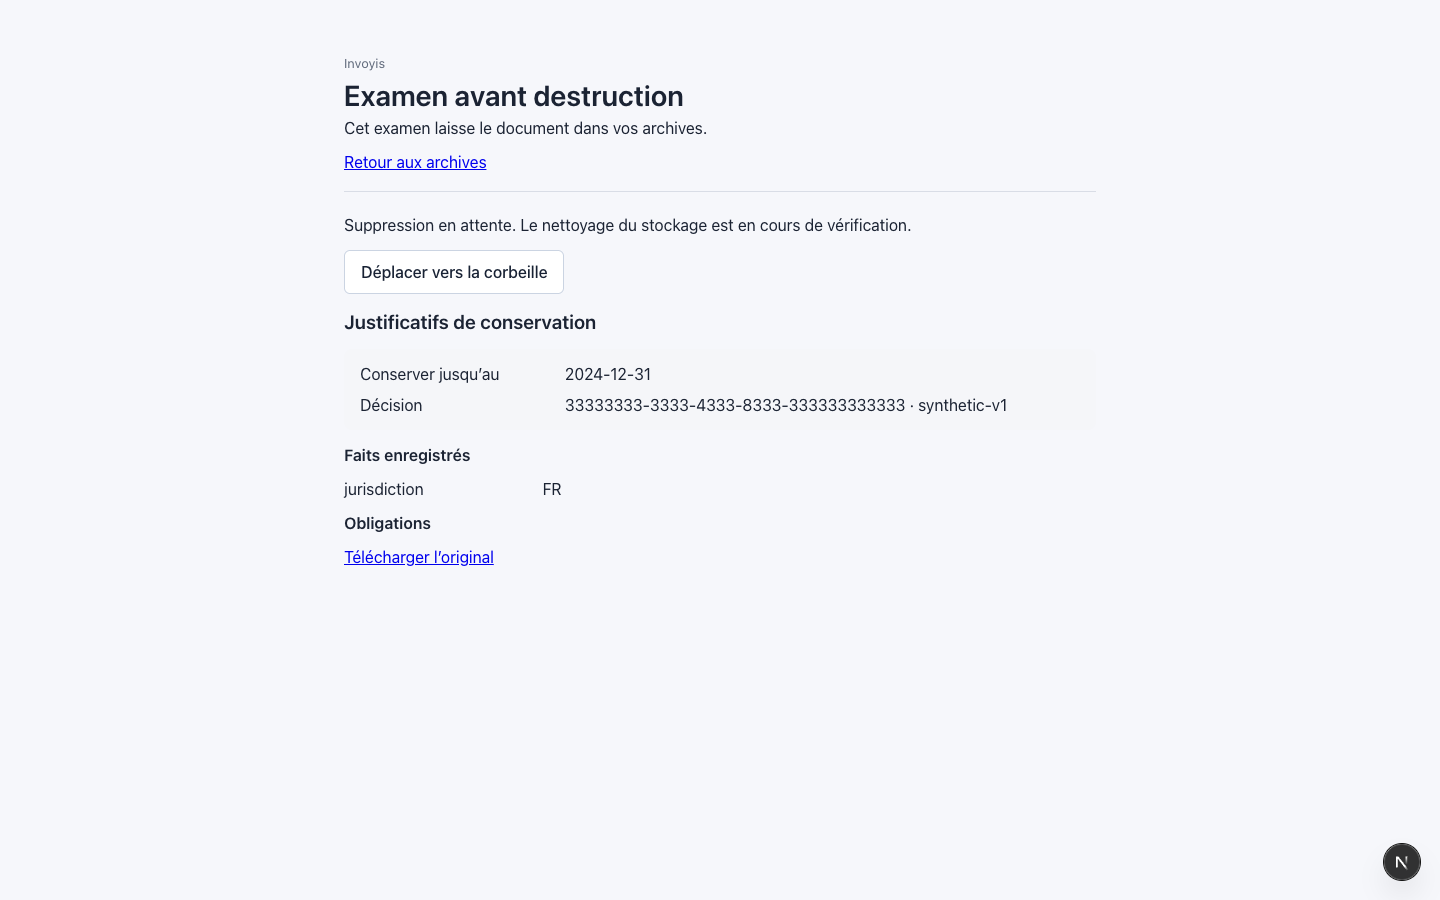 Invoyis
Examen avant destruction
Cet examen laisse le document dans vos archives.
Retour aux archives
Suppression en attente. Le nettoyage du stockage est en cours de vérification.
Déplacer vers la corbeille
Justificatifs de conservation
Conserver jusqu’au 2024-12-31
Décision 33333333-3333-4333-8333-333333333333 · synthetic-v1
Faits enregistrés
jurisdiction FR
Obligations
Télécharger l’original
N